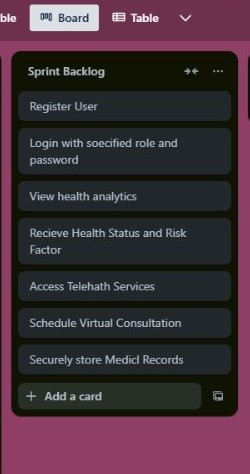 ble Board Table
Sprint Backlog
Register User
Login with soecified role and
password
View health analytics
Recieve Health Status and Risk
Factor
Access Telehath Services
Schedule Virtual Consultation
Securely store Medicl Records
+ Add a card